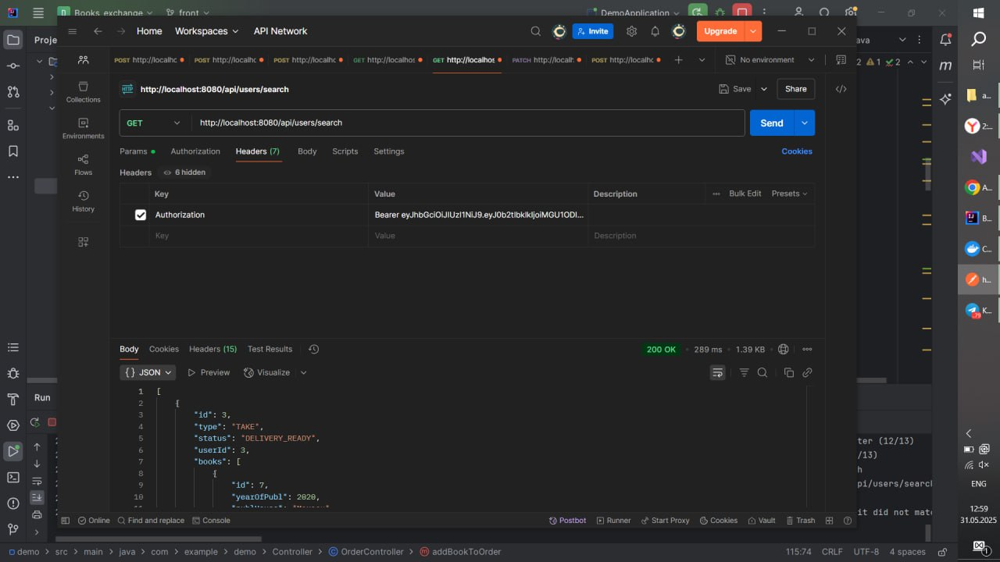 Books_exchange
front
DemoApplication
Proje
Home
Workspaces
API Network
Invite
Upgrade
ava
POST http://localhc
POST http://localhc
POST http://localhc
GET http://localhos
GET http://localhos
PATCH http://localh
POST http://localhc
No environment
2 1 2
m
Collections
Environments
Flows
History
HTTP http://localhost:8080/api/users/search
Save
Share
GET
http://localhost:8080/api/users/search
Send
Params
Authorization
Headers (7)
Body
Scripts
Settings
Cookies
Headers
6 hidden
Key
Value
Description
Bulk Edit
Presets
Authorization
Key
Value
Description
Body
Cookies
Headers (15)
Test Results
200 OK
289 ms
1.39 KB
{ } JSON
Preview
Visualize
1 [
2 {
3 "id": 3,
4 "type": "TAKE",
5 "status": "DELIVERY_READY",
6 "userId": 3,
7 "books": [
8 {
9 "id": 7,
10 "yearOfPubl": 2020,
Run
ter (12/13)
/13)
h
pi/users/search
it did not mat
Online
Find and replace
Console
Postbot
Runner
Start Proxy
Cookies
Vault
Trash
demo > src > main > java > com > example > demo > Controller > OrderController > addBookToOrder
115:74
CRLF
UTF-8
4 spaces
a...
2:...
A...
B...
C...
h...
K...
79
ENG
12:59
31.05.2025
1